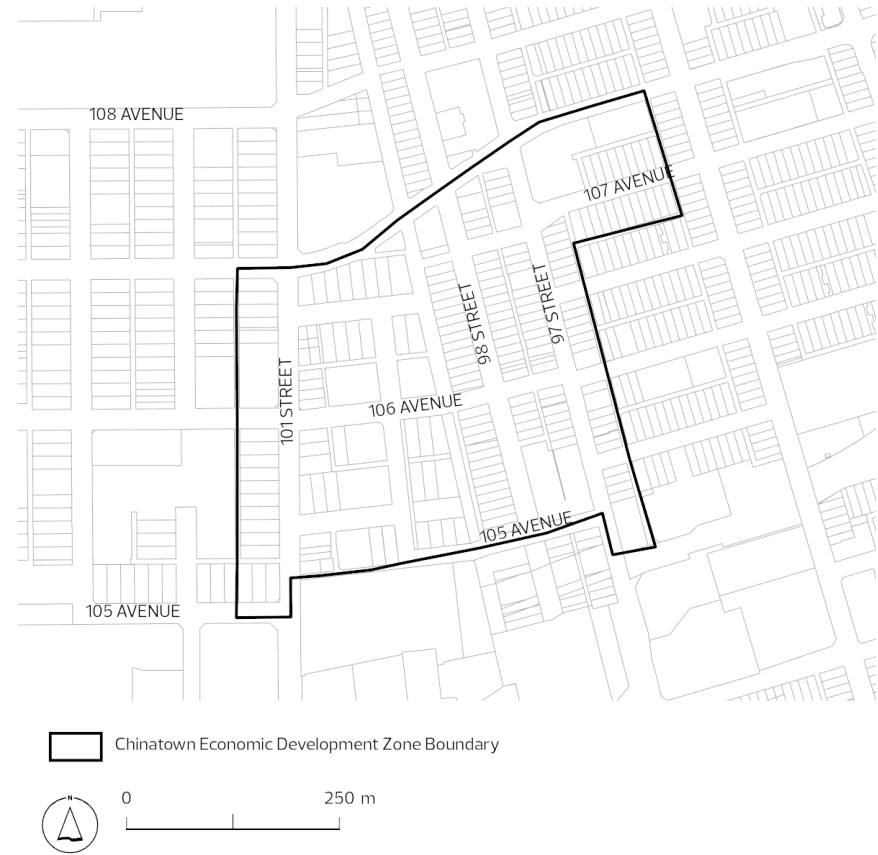 108 AVENUE
107 AVENUE
98 STREET
97 STREET
101 STREET
106 AVENUE
105 AVENUE
105 AVENUE
Chinatown Economic Development Zone Boundary
N
0 250 m